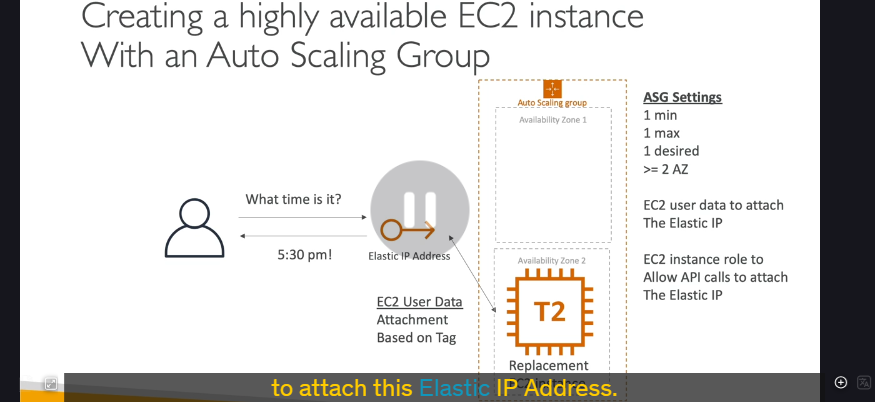 Creating a highly available EC2 instance
With an Auto Scaling Group
Auto Scaling group
Availability Zone 1
ASG Settings
1 min
1 max
1 desired
>= 2 AZ
EC2 user data to attach
The Elastic IP
EC2 instance role to
Allow API calls to attach
The Elastic IP
What time is it?
5:30 pm!
Elastic IP Address
EC2 User Data
Attachment
Based on Tag
Availability Zone 2
T2
Replacement
to attach this Elastic IP Address.